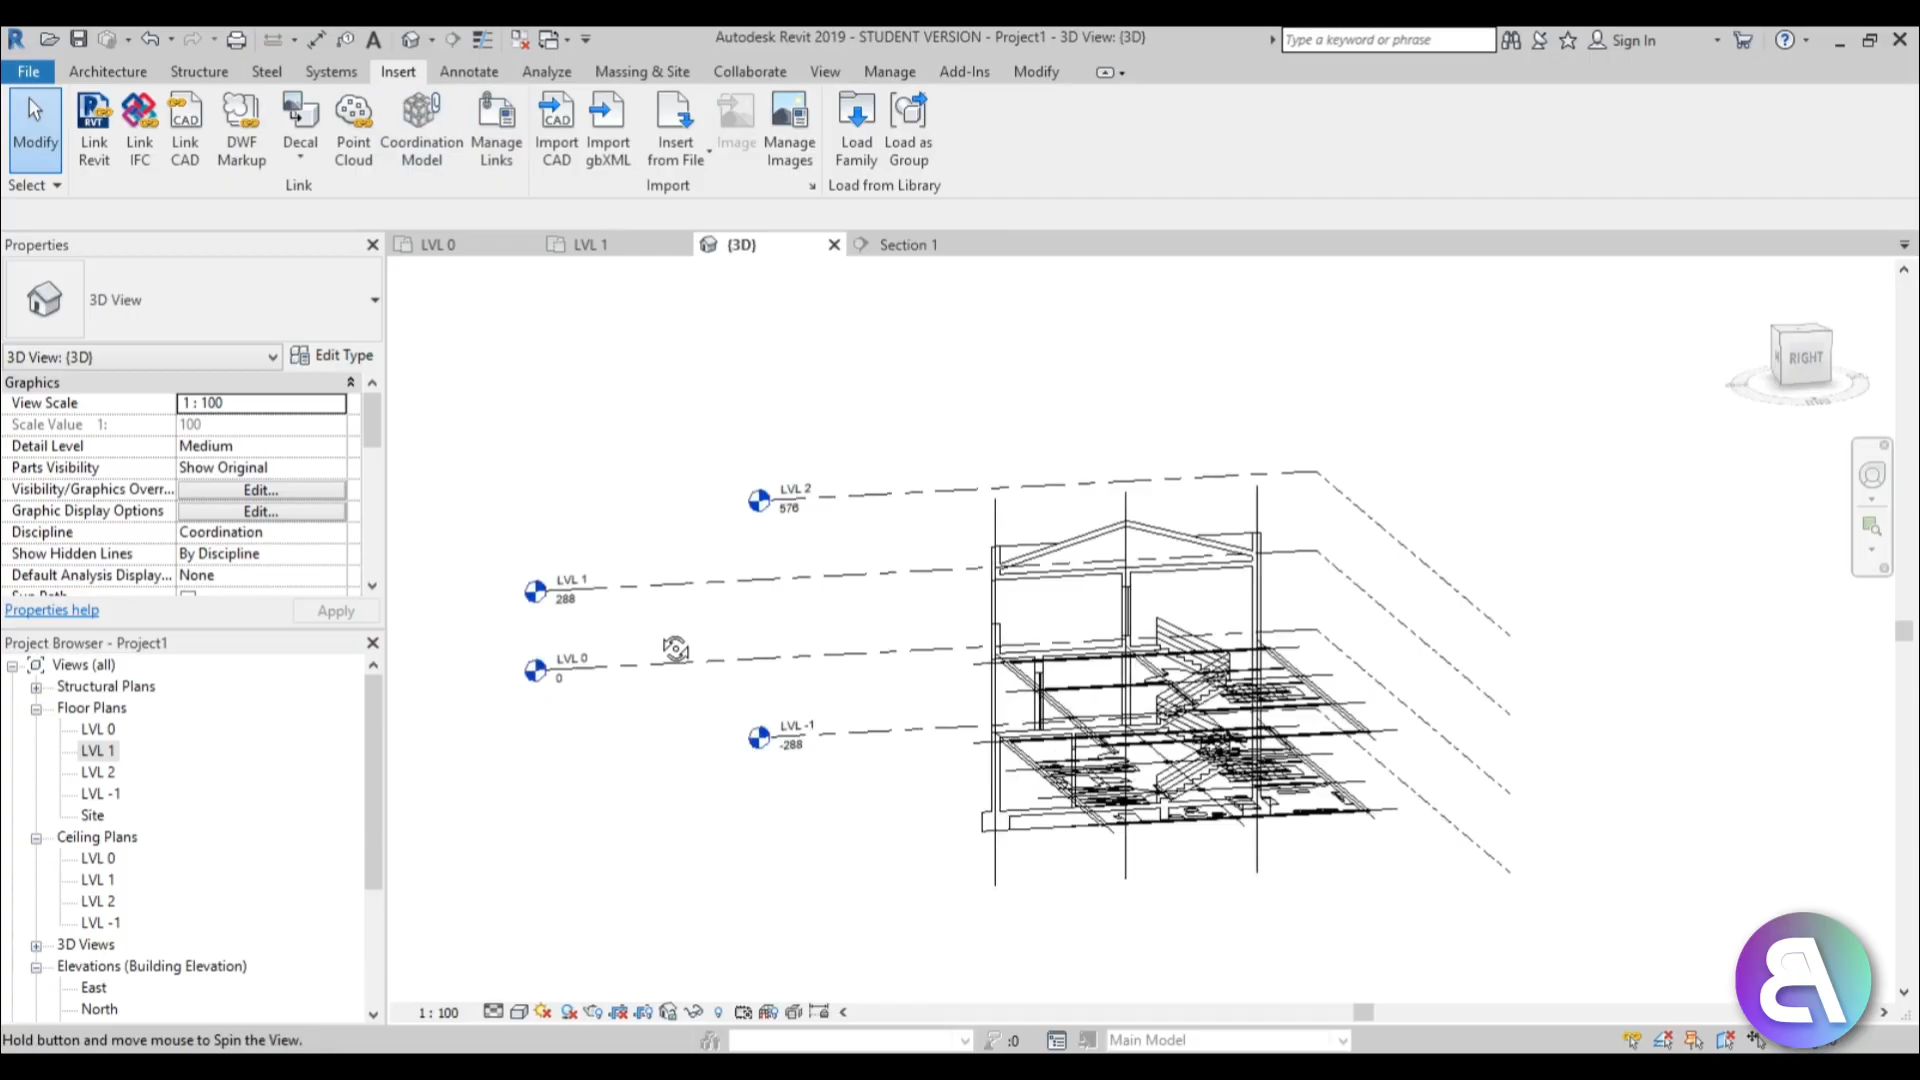 Autodesk Revit 2019 - STUDENT VERSION - Project1 - 3D View: {3D}
Type a keyword or phrase
Sign In
File Architecture Structure Steel Systems Insert Annotate Analyze Massing & Site Collaborate View Manage Add-Ins Modify
Modify
Link Revit
Link IFC
Link CAD
DWF Markup
Decal
Point Cloud
Coordination Model
Manage Links
Import CAD
Import gbXML
Insert from File
Image
Manage Images
Load Family
Load as Group
Select
Link
Import
Load from Library
Properties
LVL 0
LVL 1
{3D}
Section 1
3D View
3D View: {3D}
Edit Type
Graphics
View Scale 1 : 100
Scale Value 1: 100
Detail Level Medium
Parts Visibility Show Original
Visibility/Graphics Overr... Edit...
Graphic Display Options Edit...
Discipline Coordination
Show Hidden Lines By Discipline
Default Analysis Display... None
Properties help
Apply
Project Browser - Project1
Views (all)
Structural Plans
Floor Plans
LVL 0
LVL 1
LVL 2
LVL -1
Site
Ceiling Plans
LVL 0
LVL 1
LVL 2
LVL -1
3D Views
Elevations (Building Elevation)
East
North
LVL 2
576
LVL 1
288
LVL 0
0
LVL -1
-288
RIGHT
1 : 100
Hold button and move mouse to Spin the View.
:0
Main Model